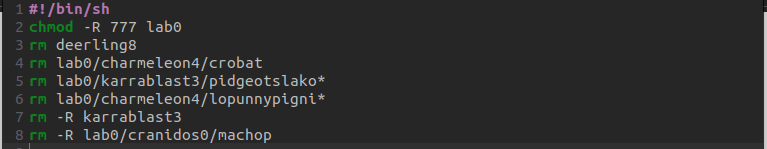 1 #!/bin/sh
2 chmod -R 777 lab0
3 rm deerling8
4 rm lab0/charmeleon4/crobat
5 rm lab0/karrablast3/pidgeotslako*
6 rm lab0/charmeleon4/lopunnypigni*
7 rm -R karrablast3
8 rm -R lab0/cranidos0/machop